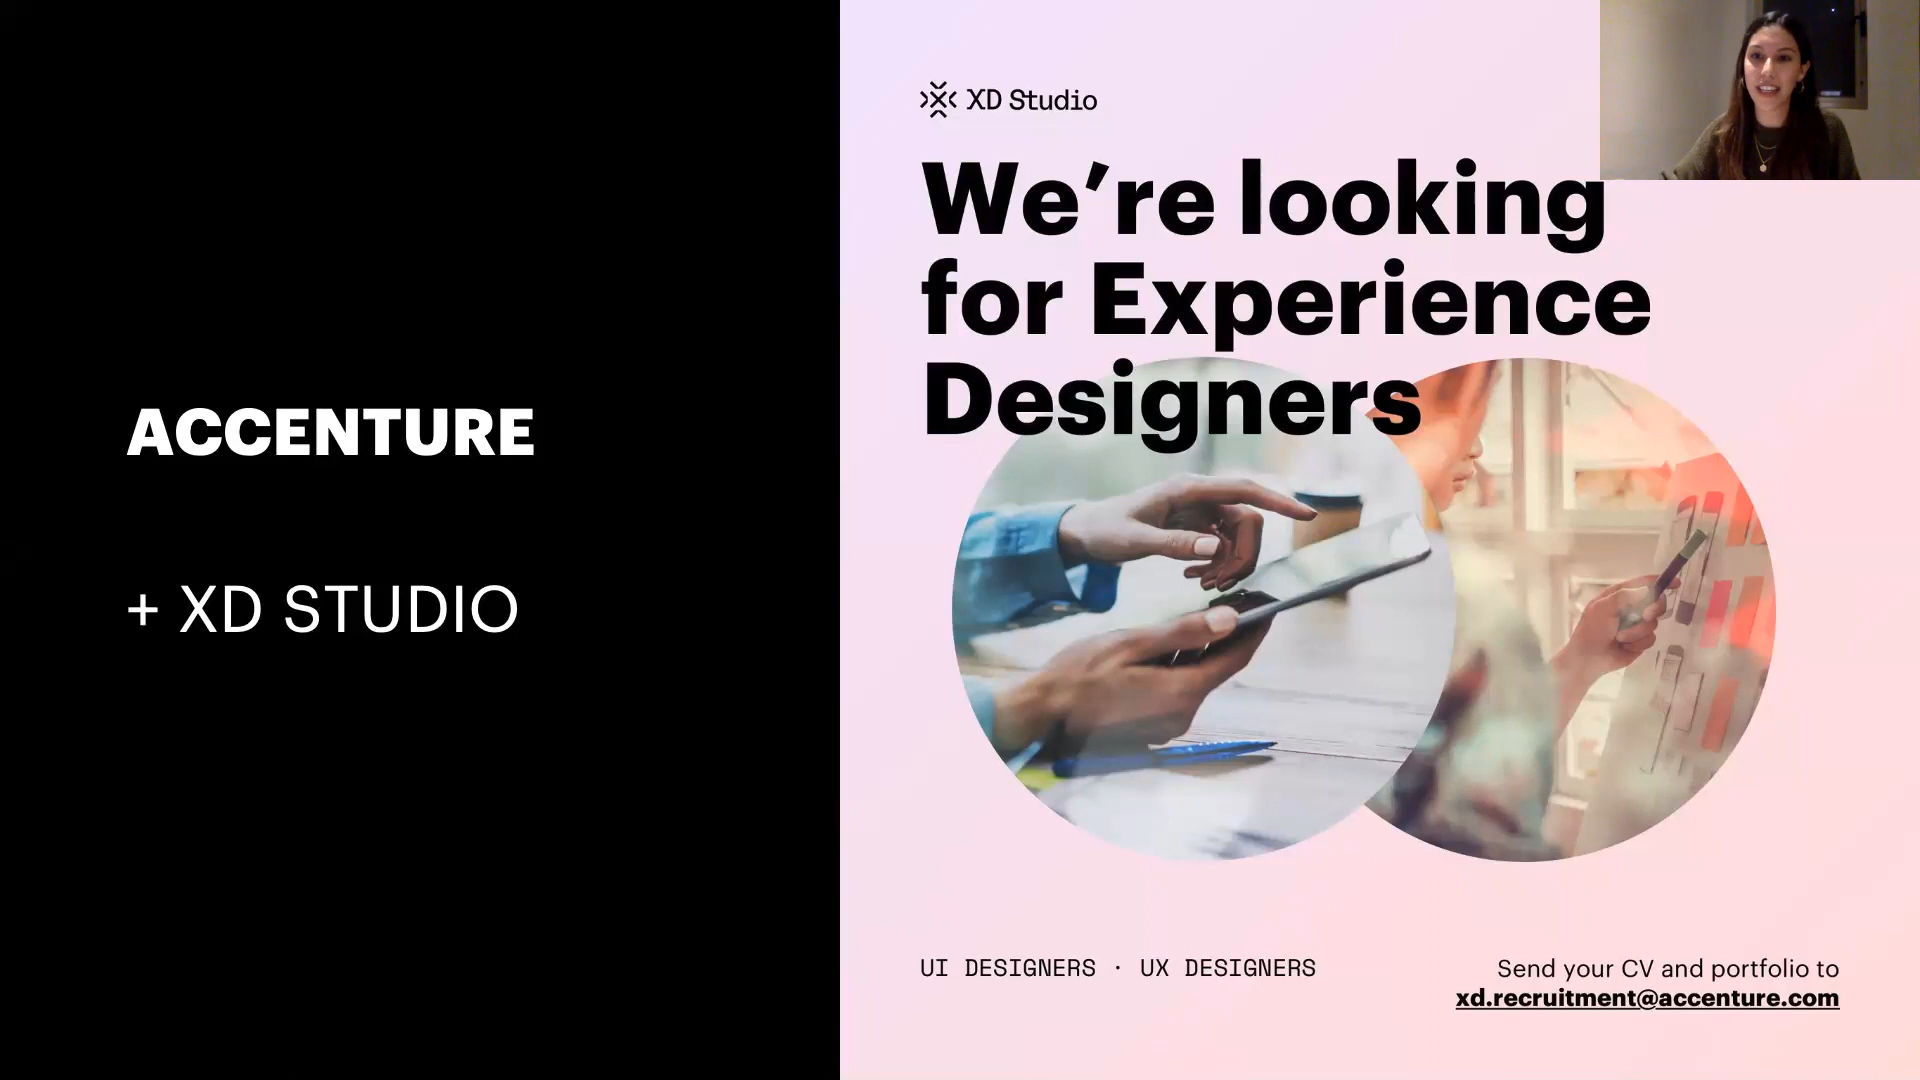 ACCENTURE
+ XD STUDIO
XD Studio
We’re looking
for Experience
Designers
UI DESIGNERS · UX DESIGNERS
Send your CV and portfolio to
xd.recruitment@accenture.com